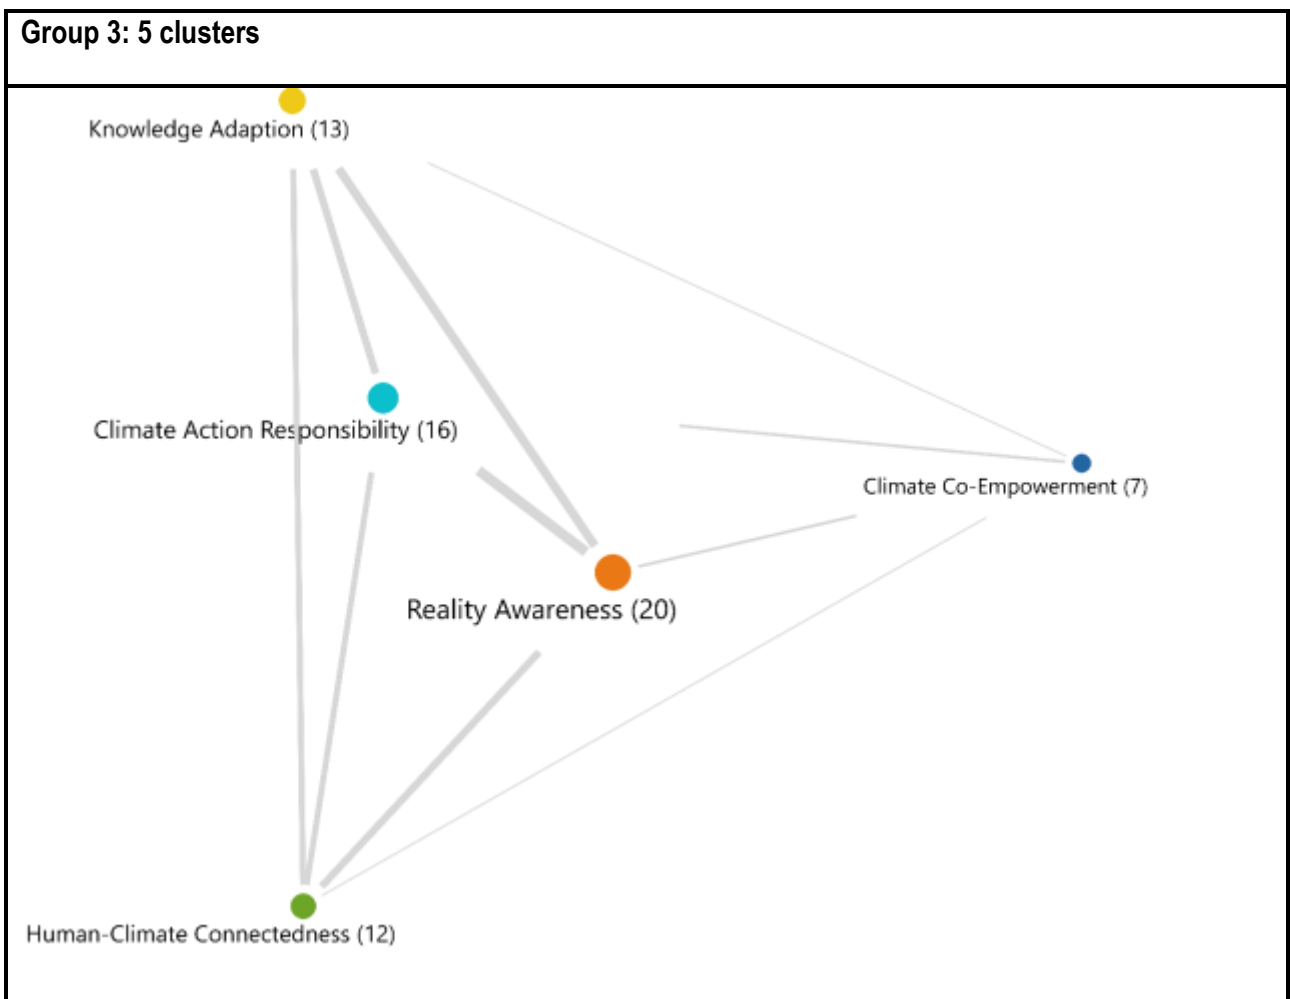 Group 3: 5 clusters
Knowledge Adaption (13)
Climate Action Responsibility (16)
Climate Co-Empowerment (7)
Reality Awareness (20)
Human-Climate Connectedness (12)